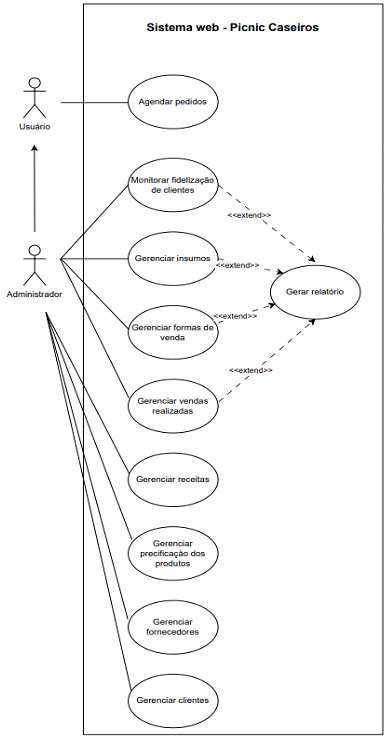 Sistema web - Picnic Caseiros
Agendar pedidos
Usuário
Monitorar fidelização
de clientes
<<extend>>
Gerenciar insumos
<<extend>>
Administrador
Gerar relatório
<<extend>>
Gerenciar formas de
venda
<<extend>>
Gerenciar vendas
realizadas
Gerenciar receitas
Gerenciar
precificação dos
produtos
Gerenciar
fornecedores
Gerenciar clientes